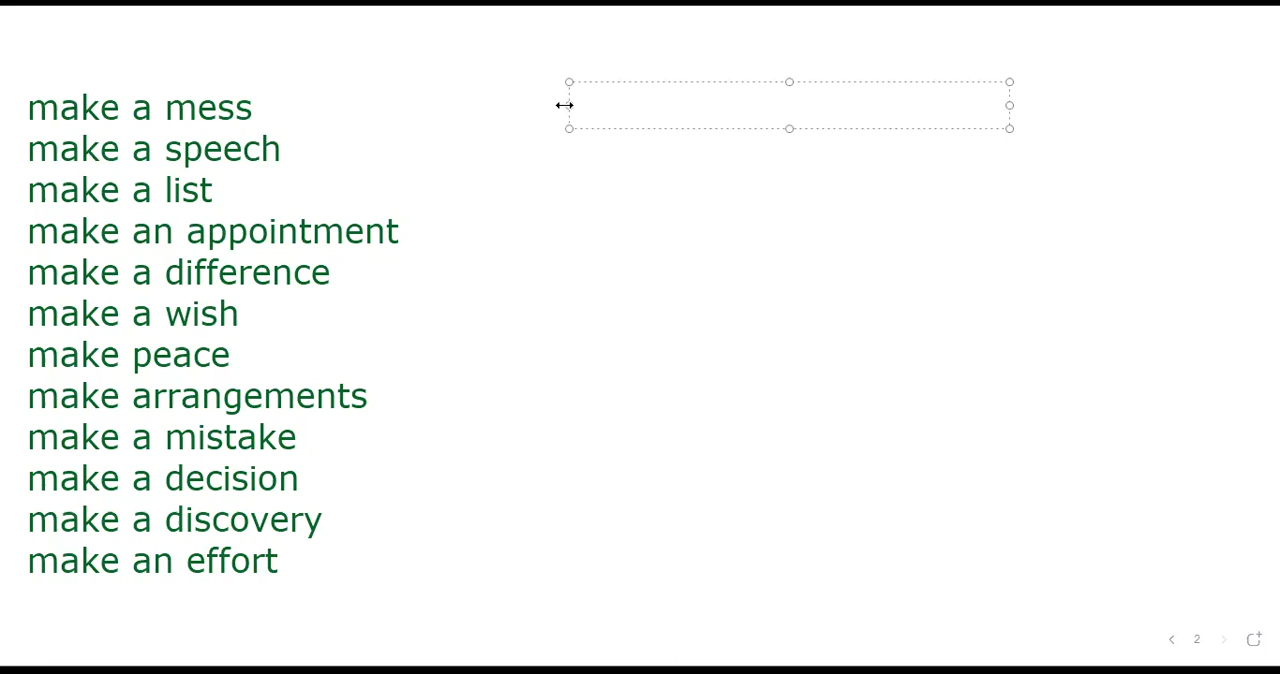 make a mess
make a speech
make a list
make an appointment
make a difference
make a wish
make peace
make arrangements
make a mistake
make a decision
make a discovery
make an effort
2